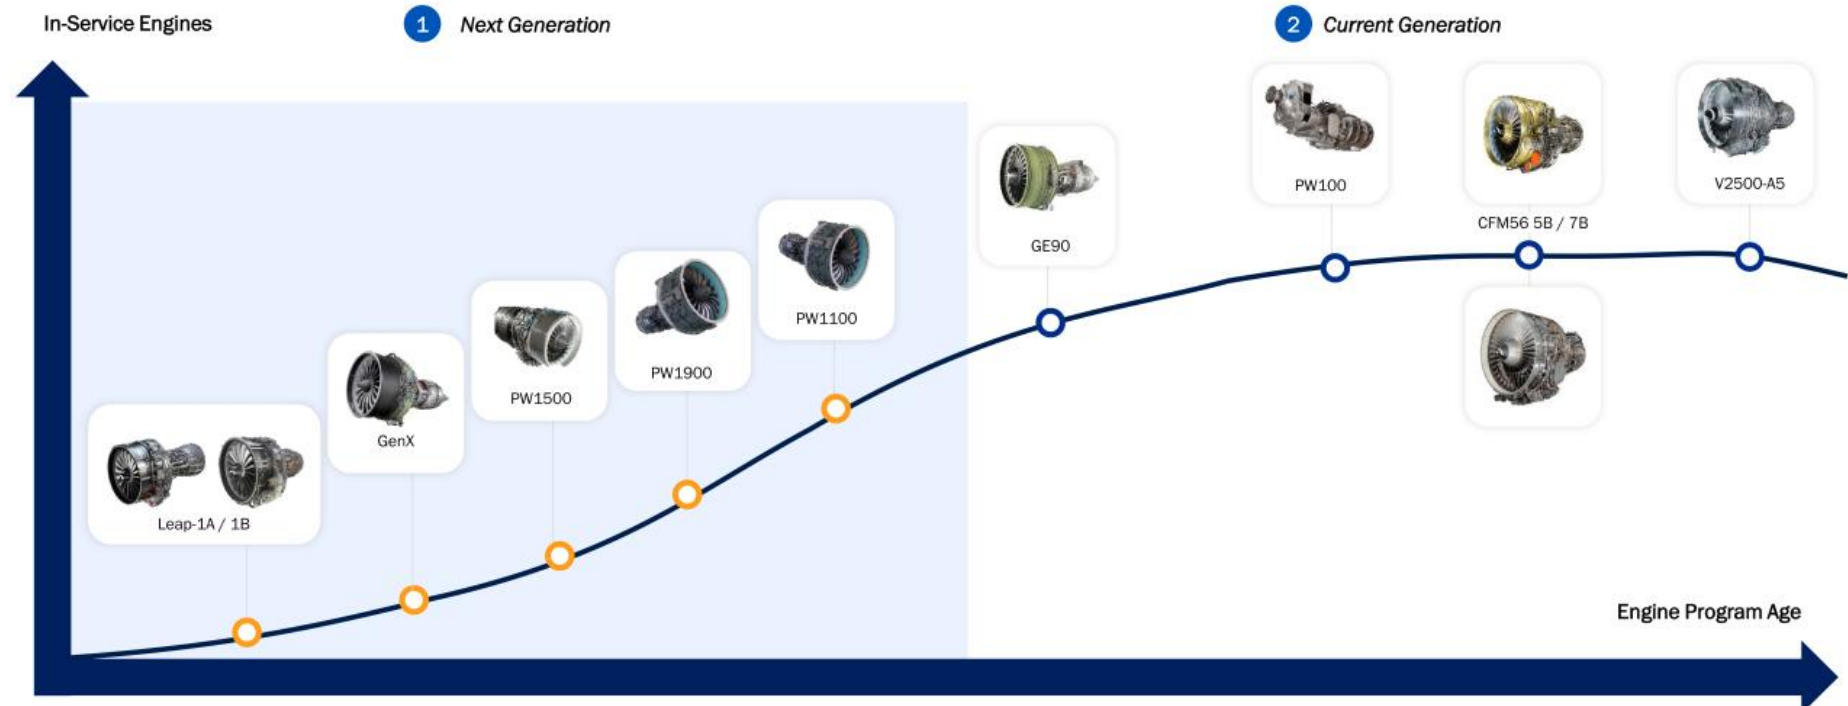 In-Service Engines
1 Next Generation
2 Current Generation
Leap-1A / 1B
GenX
PW1500
PW1900
PW1100
GE90
PW100
CFM56 5B / 7B
V2500-A5
Engine Program Age